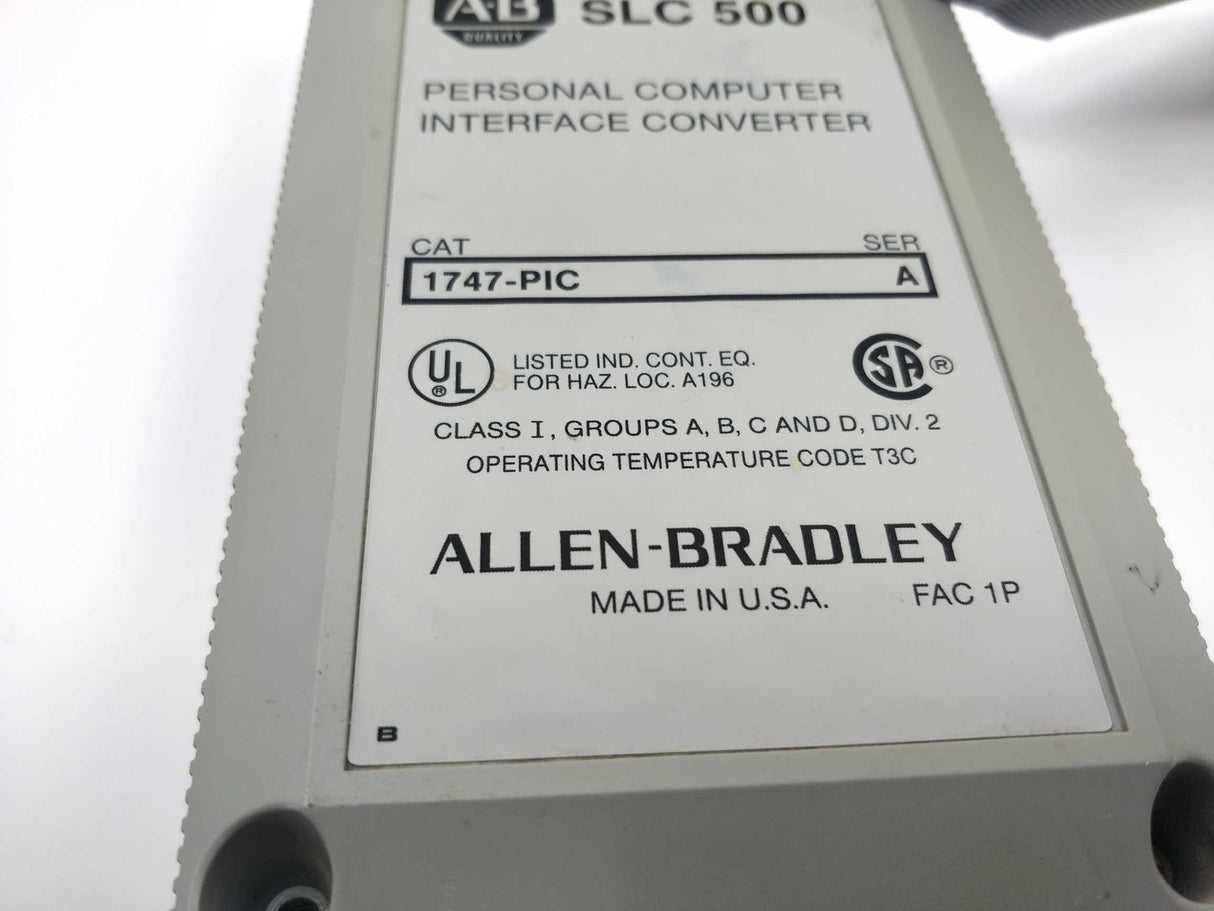 A·B SLC 500
QUALITY
PERSONAL COMPUTER
INTERFACE CONVERTER
CAT SER
1747-PIC A
UL ® LISTED IND. CONT. EQ.
FOR HAZ. LOC. A196
SA ®
CLASS I, GROUPS A, B, C AND D, DIV. 2
OPERATING TEMPERATURE CODE T3C
ALLEN-BRADLEY
MADE IN U.S.A. FAC 1P
B